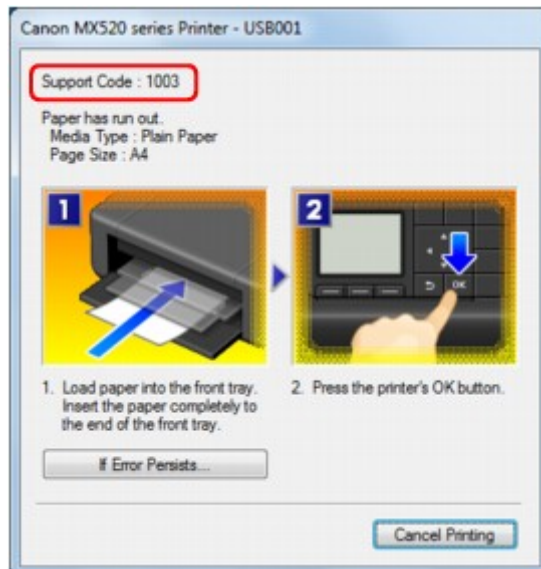 Canon MX520 series Printer - USB001
Support Code : 1003
Paper has run out.
Media Type : Plain Paper
Page Size : A4
1
2
OK
1. Load paper into the front tray.
Insert the paper completely to
the end of the front tray.
2. Press the printer's OK button.
If Error Persists...
Cancel Printing